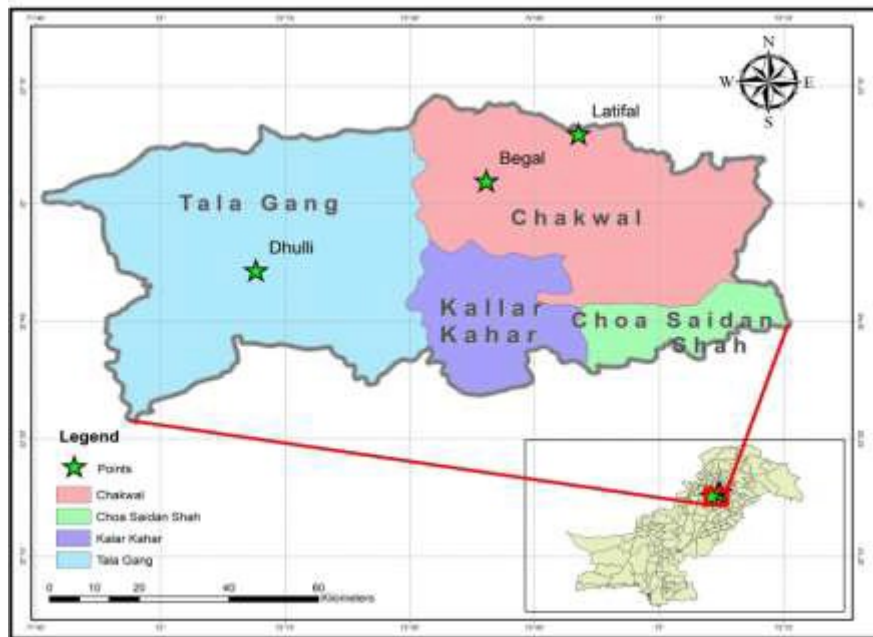 N
W E
S
Latifal
Begal
Tala Gang
Chakwal
Dhulli
Kallar
Kahar
Choa Saidan
Shah
Legend
Points
Chakwal
Choa Saidan Shah
Kalar Kahar
Tala Gang
0 10 20 40 60
Kilometers